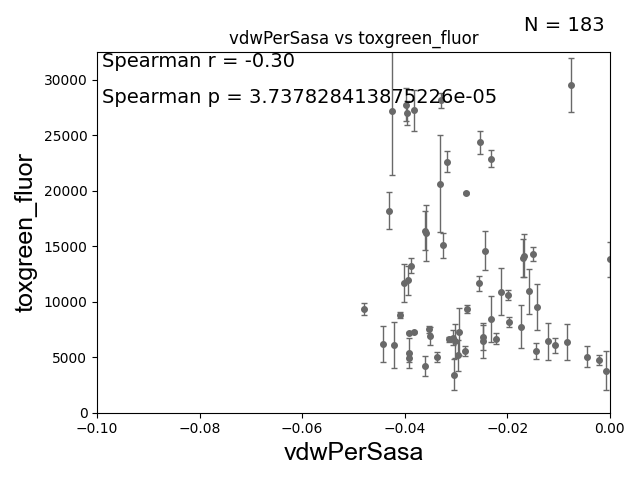 N = 183
vdwPerSasa vs toxgreen_fluor
Spearman r = -0.30
Spearman p = 3.737828413875226e-05
30000
25000
20000
15000
10000
5000
0
toxgreen_fluor
−0.10 −0.08 −0.06 −0.04 −0.02 0.00
vdwPerSasa